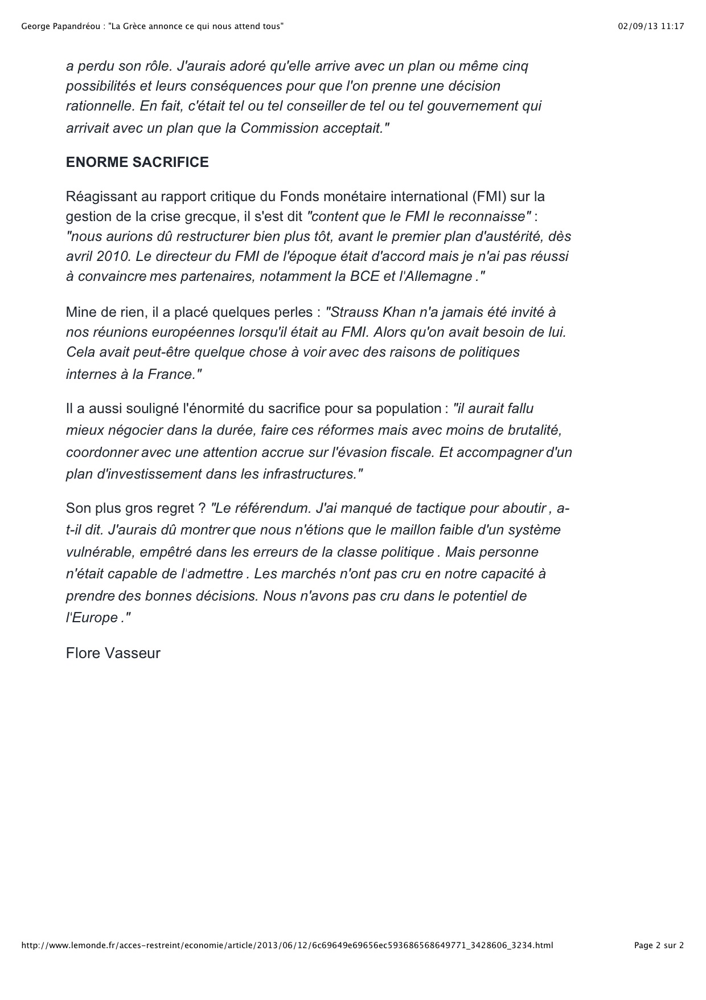 George Papandréou : "La Grèce annonce ce qui nous attend tous" 02/09/13 11:17
a perdu son rôle. J'aurais adoré qu'elle arrive avec un plan ou même cinq
possibilités et leurs conséquences pour que l'on prenne une décision
rationnelle. En fait, c'était tel ou tel conseiller de tel ou tel gouvernement qui
arrivait avec un plan que la Commission acceptait."
ENORME SACRIFICE
Réagissant au rapport critique du Fonds monétaire international (FMI) sur la
gestion de la crise grecque, il s'est dit "content que le FMI le reconnaisse" :
"nous aurions dû restructurer bien plus tôt, avant le premier plan d'austérité, dès
avril 2010. Le directeur du FMI de l'époque était d'accord mais je n'ai pas réussi
à convaincre mes partenaires, notamment la BCE et l'Allemagne ."
Mine de rien, il a placé quelques perles : "Strauss Khan n'a jamais été invité à
nos réunions européennes lorsqu'il était au FMI. Alors qu'on avait besoin de lui.
Cela avait peut-être quelque chose à voir avec des raisons de politiques
internes à la France."
Il a aussi souligné l'énormité du sacrifice pour sa population : "il aurait fallu
mieux négocier dans la durée, faire ces réformes mais avec moins de brutalité,
coordonner avec une attention accrue sur l'évasion fiscale. Et accompagner d'un
plan d'investissement dans les infrastructures."
Son plus gros regret ? "Le référendum. J'ai manqué de tactique pour aboutir , a-
t-il dit. J'aurais dû montrer que nous n'étions que le maillon faible d'un système
vulnérable, empêtré dans les erreurs de la classe politique . Mais personne
n'était capable de l'admettre . Les marchés n'ont pas cru en notre capacité à
prendre des bonnes décisions. Nous n'avons pas cru dans le potentiel de
l'Europe ."
Flore Vasseur
http://www.lemonde.fr/acces-restreint/economie/article/2013/06/12/6c69649e69656ec593686568649771_3428606_3234.html Page 2 sur 2